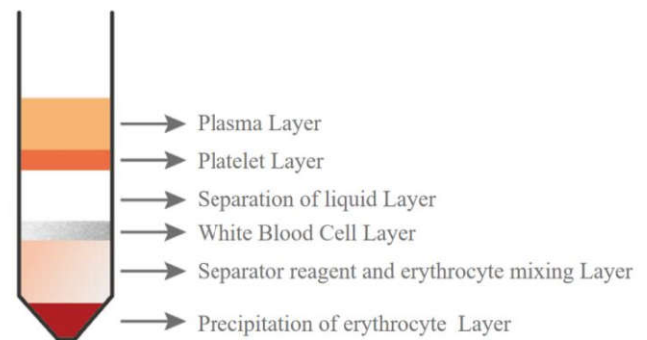 Plasma Layer
Platelet Layer
Separation of liquid Layer
White Blood Cell Layer
Separator reagent and erythrocyte mixing Layer
Precipitation of erythrocyte Layer